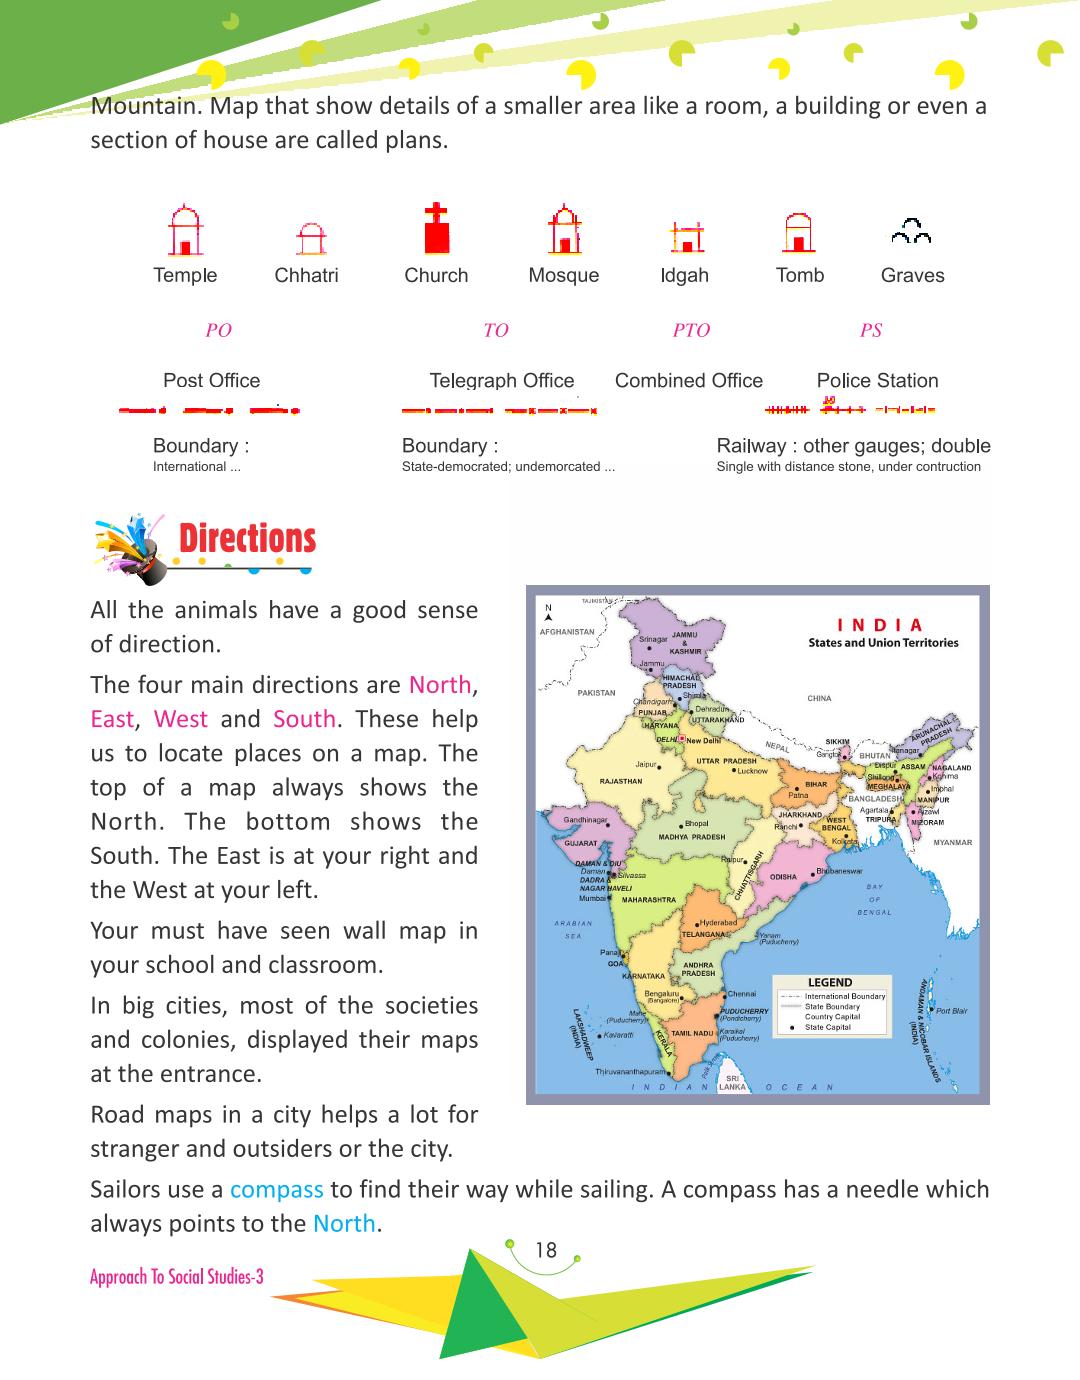 Mountain. Map that show details of a smaller area like a room, a building or even a
section of house are called plans.
Temple Chhatri Church Mosque Idgah Tomb Graves
PO TO PTO PS
Post Office Telegraph Office Combined Office Police Station
Boundary : Boundary : Railway : other gauges; double
International ... State-democrated; undemorcated ... Single with distance stone, under contruction
Directions
All the animals have a good sense
of direction.
The four main directions are North,
East, West and South. These help
us to locate places on a map. The
top of a map always shows the
North. The bottom shows the
South. The East is at your right and
the West at your left.
Your must have seen wall map in
your school and classroom.
In big cities, most of the societies
and colonies, displayed their maps
at the entrance.
Road maps in a city helps a lot for
stranger and outsiders or the city.
Sailors use a compass to find their way while sailing. A compass has a needle which
always points to the North.
INDIA
States and Union Territories
N
TAJIKISTAN
AFGHANISTAN
PAKISTAN
CHINA
NEPAL
BHUTAN
BANGLADESH
MYANMAR
SRI
LANKA
Srinagar
JAMMU
&
KASHMIR
Jammu
HIMACHAL
PRADESH
Shimla
Chandigarh
PUNJAB
Dehradun
UTTARAKHAND
HARYANA
DELHI
New Delhi
Jaipur
RAJASTHAN
UTTAR PRADESH
Lucknow
SIKKIM
Gangtok
ARUNACHAL
PRADESH
Itanagar
Dispur
ASSAM
NAGALAND
Kohima
Shillong
MEGHALAYA
Imphal
MANIPUR
Agartala
TRIPURA
Aizawl
MIZORAM
BIHAR
Patna
JHARKHAND
Ranchi
WEST
BENGAL
Kolkata
Gandhinagar
GUJARAT
Bhopal
MADHYA PRADESH
Raipur
CHHATTISGARH
ODISHA
Bhubaneswar
DAMAN & DIU
Daman
DADRA &
NAGAR HAVELI
Silvassa
Mumbai
MAHARASHTRA
Hyderabad
TELANGANA
Yanam
(Puducherry)
Panaji
GOA
KARNATAKA
ANDHRA
PRADESH
Bengaluru
(Bangalore)
Chennai
Mahe
(Puducherry)
PUDUCHERRY
(Pondicherry)
Karaikal
(Puducherry)
TAMIL NADU
KERALA
Thiruvananthapuram
LAKSHADWEEP
(INDIA)
Kavaratti
ANDAMAN & NICOBAR ISLANDS
(INDIA)
Port Blair
ARABIAN
SEA
BAY
OF
BENGAL
INDIAN OCEAN
LEGEND
International Boundary
State Boundary
Country Capital
State Capital
18
Approach To Social Studies-3